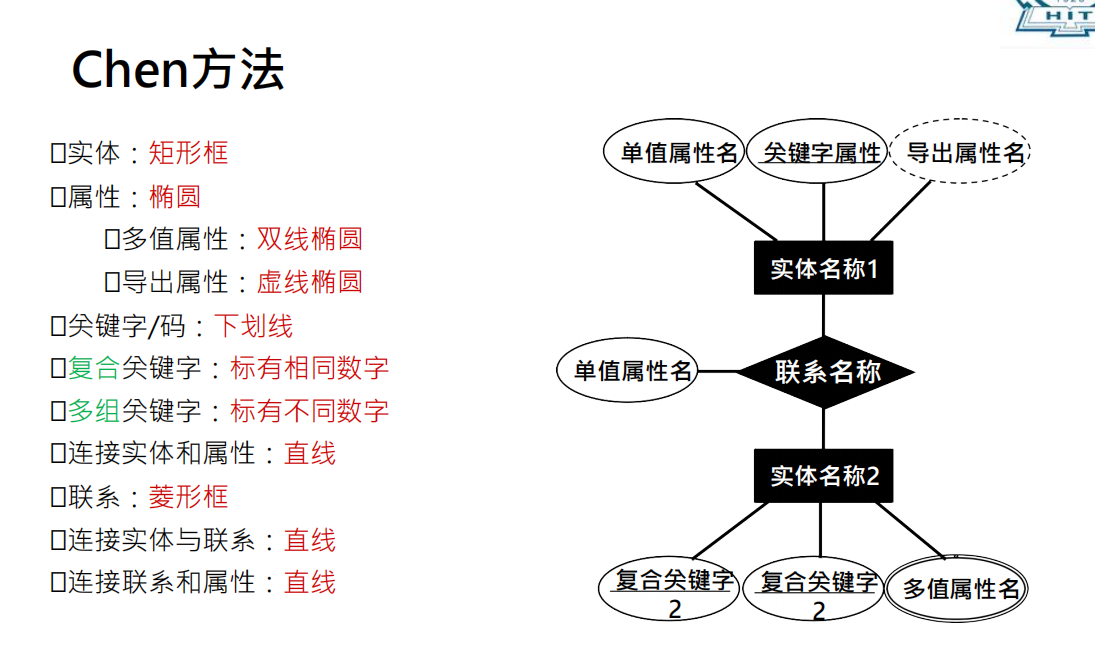 HIT
Chen方法
□实体：矩形框
□属性：椭圆
□多值属性：双线椭圆
□导出属性：虚线椭圆
□关键字/码：下划线
□复合关键字：标有相同数字
□多组关键字：标有不同数字
□连接实体和属性：直线
□联系：菱形框
□连接实体与联系：直线
□连接联系和属性：直线
单值属性名
关键字属性
导出属性名
实体名称1
单值属性名
联系名称
实体名称2
复合关键字
2
复合关键字
2
多值属性名